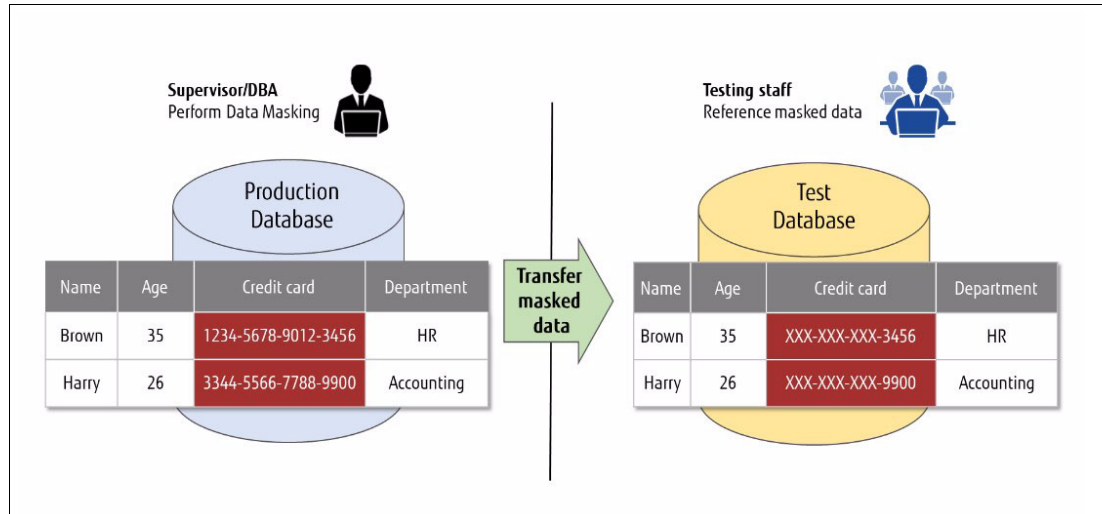 Supervisor/DBA
Perform Data Masking
Testing staff
Reference masked data
Production
Database
Test
Database
Name Age Credit card Department
Brown 35 1234-5678-9012-3456 HR
Harry 26 3344-5566-7788-9900 Accounting
Transfer
masked
data
Name Age Credit card Department
Brown 35 XXX-XXX-XXX-3456 HR
Harry 26 XXX-XXX-XXX-9900 Accounting